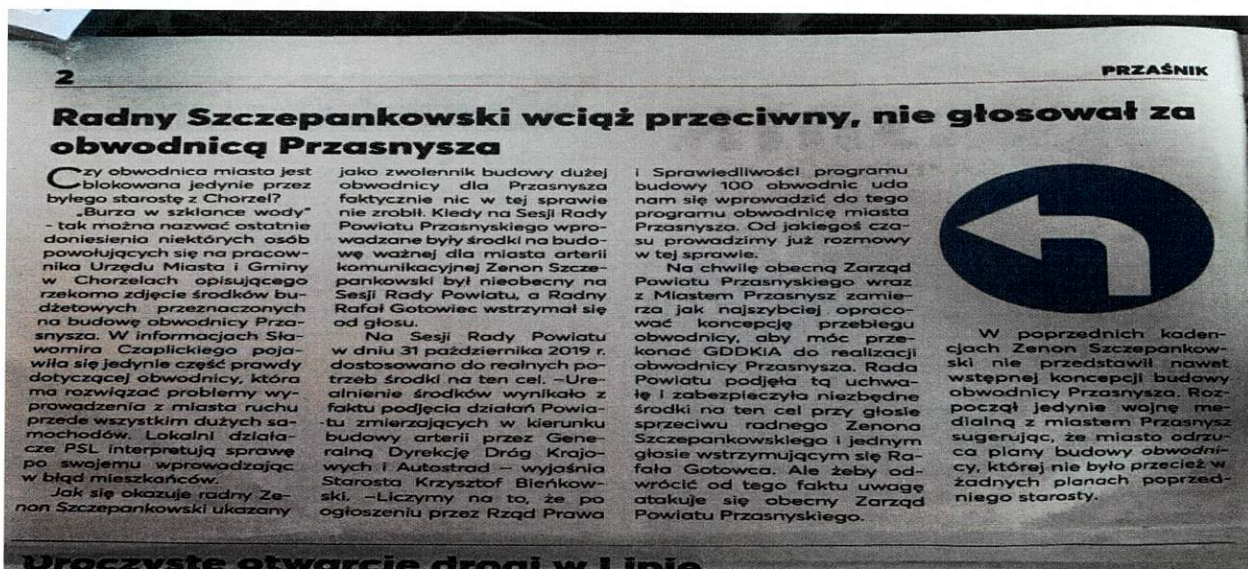 2
PRZAŚNIK
Radny Szczepankowski wciąż przeciwny, nie głosował za
obwodnicą Przasnysza
Czy obwodnica miasta jest
blokowana jedynie przez
byłego starostę z Chorzel?
„Burza w szklance wody"
- tak można nazwać ostatnie
doniesienia niektórych osób
powołujących się na pracow-
nika Urzędu Miasta i Gminy
w Chorzelach opisującego
rzekomo zdjęcie środków bu-
dżetowych przeznaczonych
na budowę obwodnicy Prza-
snysza. W informacjach Sła-
womira Czaplickiego poja-
wiła się jedynie część prawdy
dotyczącej obwodnicy, która
ma rozwiązać problemy wy-
prowadzenia z miasta ruchu
przede wszystkim dużych sa-
mochodów. Lokalni działa-
cze PSL interpretują sprawę
po swojemu wprowadzając
w błąd mieszkańców.
Jak się okazuje radny Ze-
non Szczepankowski ukazany
jako zwolennik budowy dużej
obwodnicy dla Przasnysza
faktycznie nic w tej sprawie
nie zrobił. Kiedy na Sesji Rady
Powiatu Przasnyskiego wpro-
wadzane były środki na budo-
wę ważnej dla miasta arterii
komunikacyjnej Zenon Szcze-
pankowski był nieobecny na
Sesji Rady Powiatu, a Radny
Rafał Gotowiec wstrzymał się
od głosu.
Na Sesji Rady Powiatu
w dniu 31 października 2019 r.
dostosowano do realnych po-
trzeb środki na ten cel. –Ure-
alnienie środków wynikało z
faktu podjęcia działań Powia-
-tu zmierzających w kierunku
budowy arterii przez Gene-
ralną Dyrekcję Dróg Krajo-
wych i Autostrad – wyjaśnia
Starosta Krzysztof Bieńkow-
ski. –Liczymy na to, że po
ogłoszeniu przez Rząd Prawa
i Sprawiedliwości programu
budowy 100 obwodnic uda
nam się wprowadzić do tego
programu obwodnicę miasta
Przasnysza. Od jakiegoś cza-
su prowadzimy już rozmowy
w tej sprawie.
Na chwilę obecną Zarząd
Powiatu Przasnyskiego wraz
z Miastem Przasnysz zamie-
rza jak najszybciej opraco-
wać koncepcję przebiegu
obwodnicy, aby móc prze-
konać GDDKiA do realizacji
obwodnicy Przasnysza. Rada
Powiatu podjęła tą uchwa-
łę i zabezpieczyła niezbędne
środki na ten cel przy głosie
sprzeciwu radnego Zenona
Szczepankowskiego i jednym
głosie wstrzymującym się Ra-
fała Gotowca. Ale żeby od-
wrócić od tego faktu uwagę
atakuje się obecny Zarząd
Powiatu Przasnyskiego.
W poprzednich kaden-
cjach Zenon Szczepankow-
ski nie przedstawił nawet
wstępnej koncepcji budowy
obwodnicy Przasnysza. Roz-
począł jedynie wojnę me-
dialną z miastem Przasnysz
sugerując, że miasto odrzu-
ca plany budowy obwodni-
cy, której nie było przecież w
żadnych planach poprzed-
niego starosty.
Uroczyste otwarcie drogi w Lipie